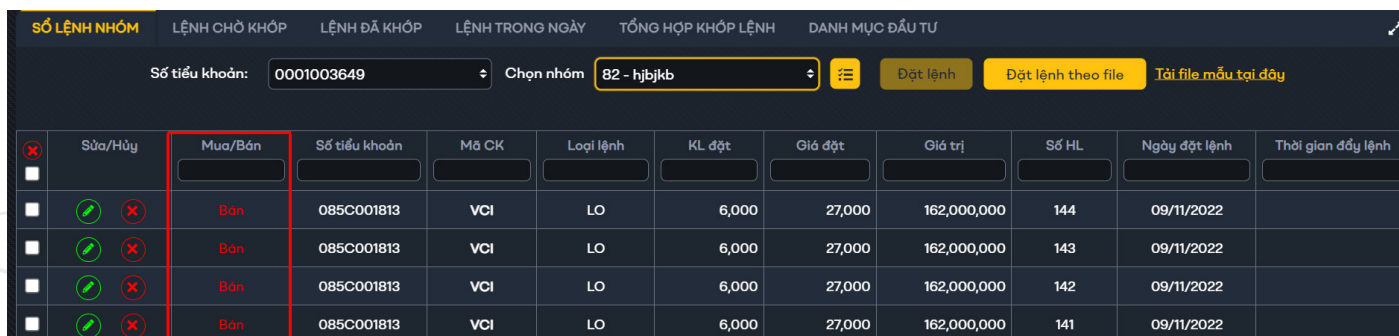 SỔ LỆNH NHÓM LỆNH CHỜ KHỚP LỆNH ĐÃ KHỚP LỆNH TRONG NGÀY TỔNG HỢP KHỚP LỆNH DANH MỤC ĐẦU TƯ
Số tiểu khoản: 0001003649 Chọn nhóm 82 - hjbjkb Đặt lệnh Đặt lệnh theo file Tải file mẫu tại đây
Sửa/Hủy Mua/Bán Số tiểu khoản Mã CK Loại lệnh KL đặt Giá đặt Giá trị Số HL Ngày đặt lệnh Thời gian đẩy lệnh
Bán 085C001813 VCI LO 6,000 27,000 162,000,000 144 09/11/2022
Bán 085C001813 VCI LO 6,000 27,000 162,000,000 143 09/11/2022
Bán 085C001813 VCI LO 6,000 27,000 162,000,000 142 09/11/2022
Bán 085C001813 VCI LO 6,000 27,000 162,000,000 141 09/11/2022